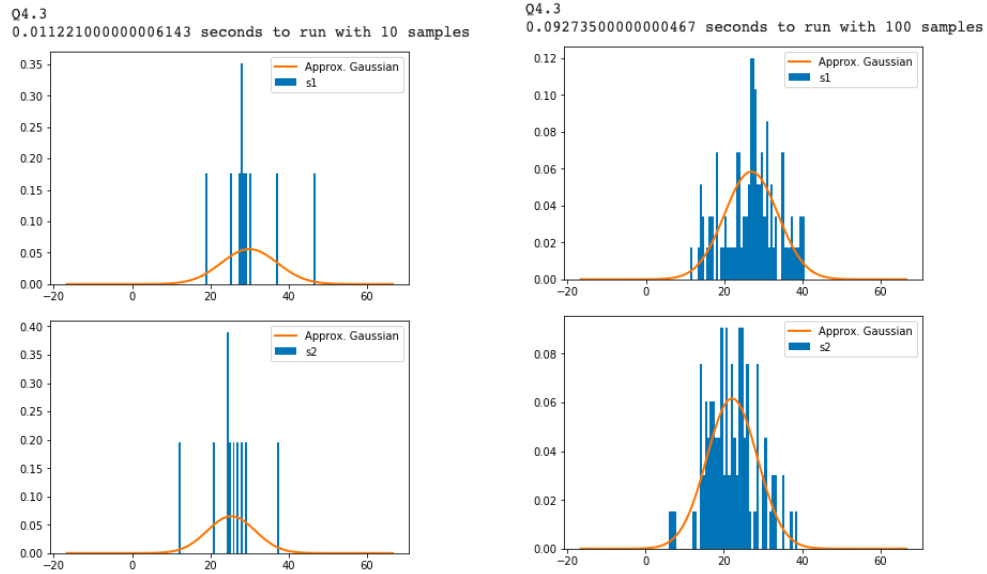 Q4.3
0.011221000000006143 seconds to run with 10 samples
0.35
0.30
0.25
0.20
0.15
0.10
0.05
0.00
Approx. Gaussian
s1
−20 0 20 40 60
0.40
0.35
0.30
0.25
0.20
0.15
0.10
0.05
0.00
Approx. Gaussian
s2
−20 0 20 40 60
Q4.3
0.09273500000000467 seconds to run with 100 samples
0.12
0.10
0.08
0.06
0.04
0.02
0.00
Approx. Gaussian
s1
−20 0 20 40 60
0.08
0.06
0.04
0.02
0.00
Approx. Gaussian
s2
−20 0 20 40 60